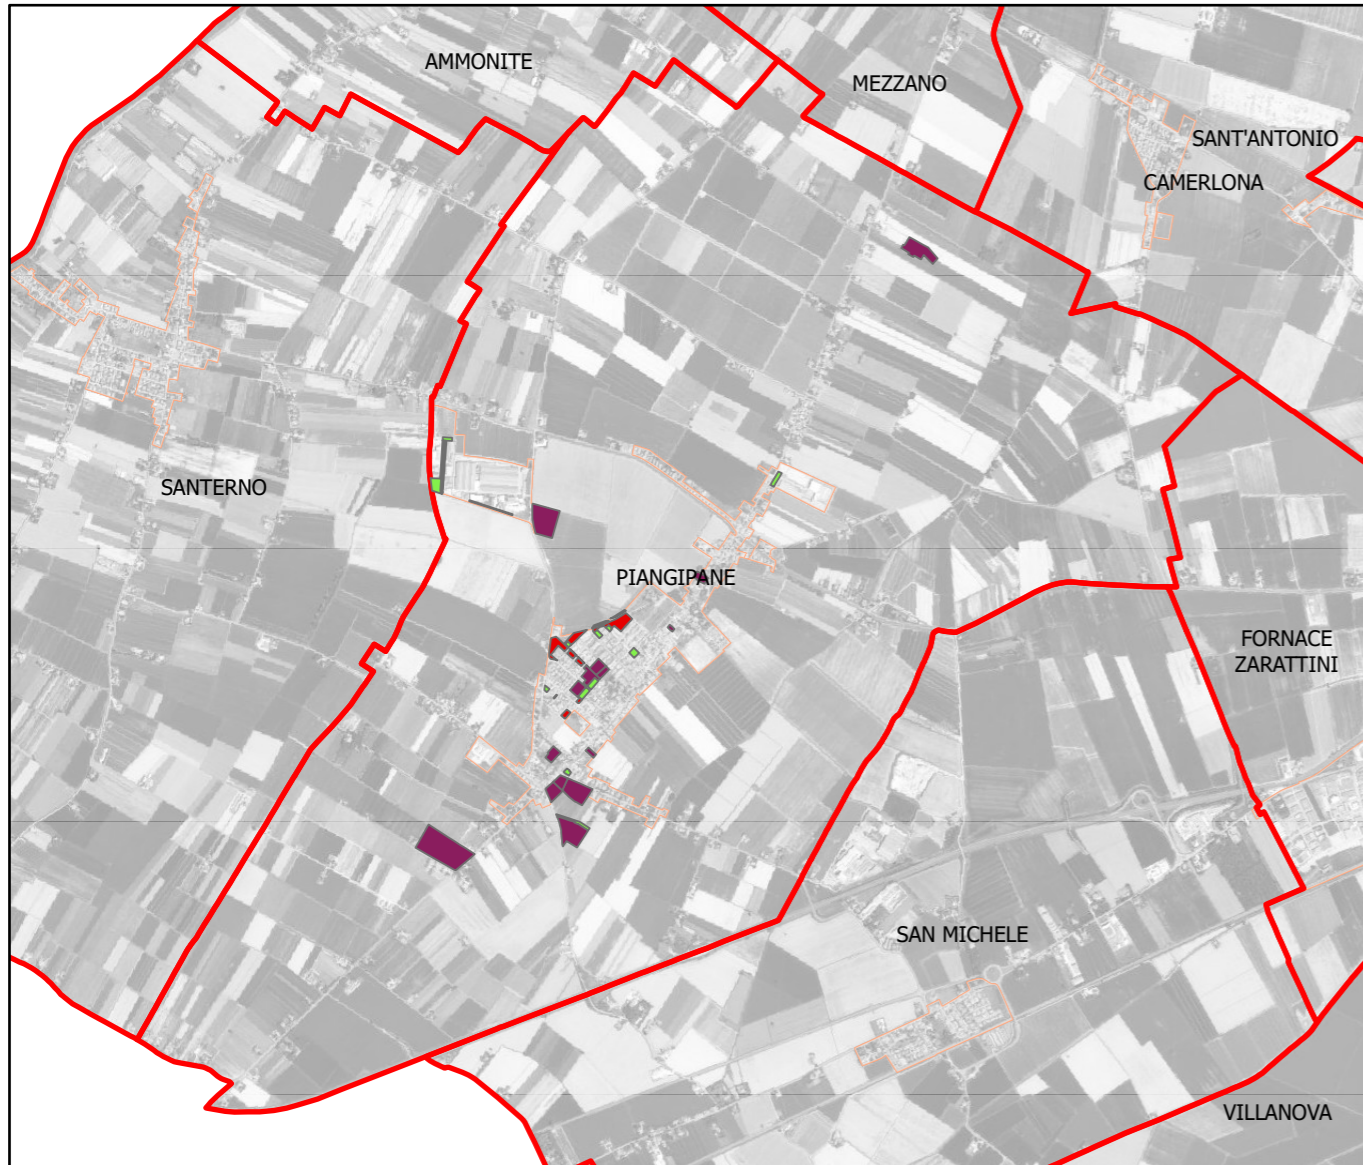 AMMONITE
MEZZANO
SANT'ANTONIO
CAMERLONA
SANTERNO
PIANGIPANE
FORNACE
ZARATTINI
SAN MICHELE
VILLANOVA